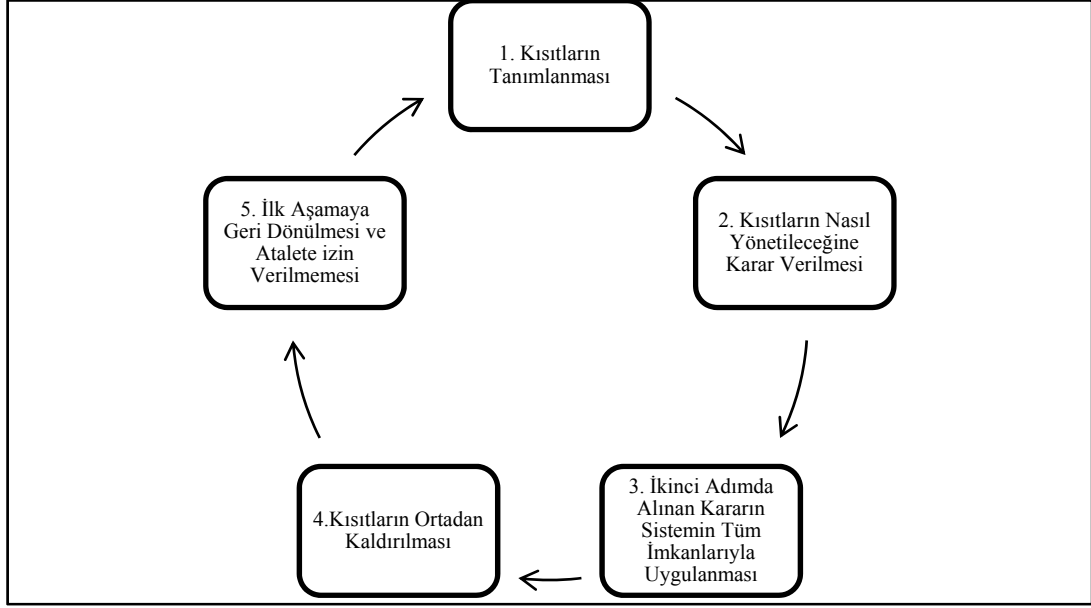 1. Kısıtların
Tanımlanması
2. Kısıtların Nasıl
Yönetileceğine
Karar Verilmesi
3. İkinci Adımda
Alınan Kararın
Sistemin Tüm
İmkanlarıyla
Uygulanması
4.Kısıtların Ortadan
Kaldırılması
5. İlk Aşamaya
Geri Dönülmesi ve
Atalete izin
Verilmemesi